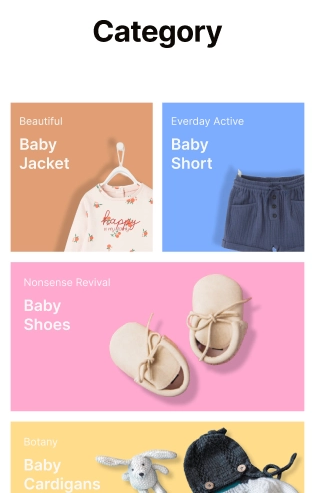 Category
Beautiful
Baby
Jacket
Everday Active
Baby
Short
happy
Nonsense Revival
Baby
Shoes
Botany
Baby
Cardigans